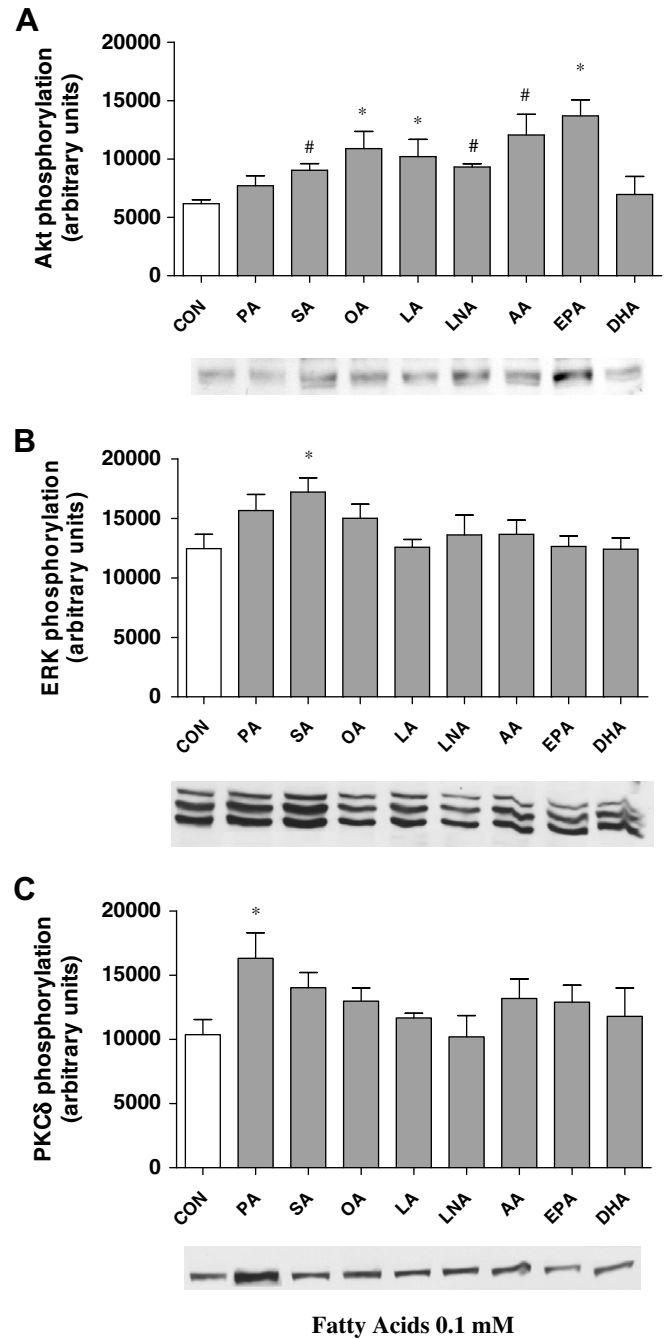 A
Akt phosphorylation
(arbitrary units)
20000
15000
10000
5000
0
# * * # # *
CON PA SA OA LA LNA AA EPA DHA
B
ERK phosphorylation
(arbitrary units)
20000
15000
10000
5000
0
*
CON PA SA OA LA LNA AA EPA DHA
C
PKCδ phosphorylation
(arbitrary units)
20000
15000
10000
5000
0
*
CON PA SA OA LA LNA AA EPA DHA
Fatty Acids 0.1 mM